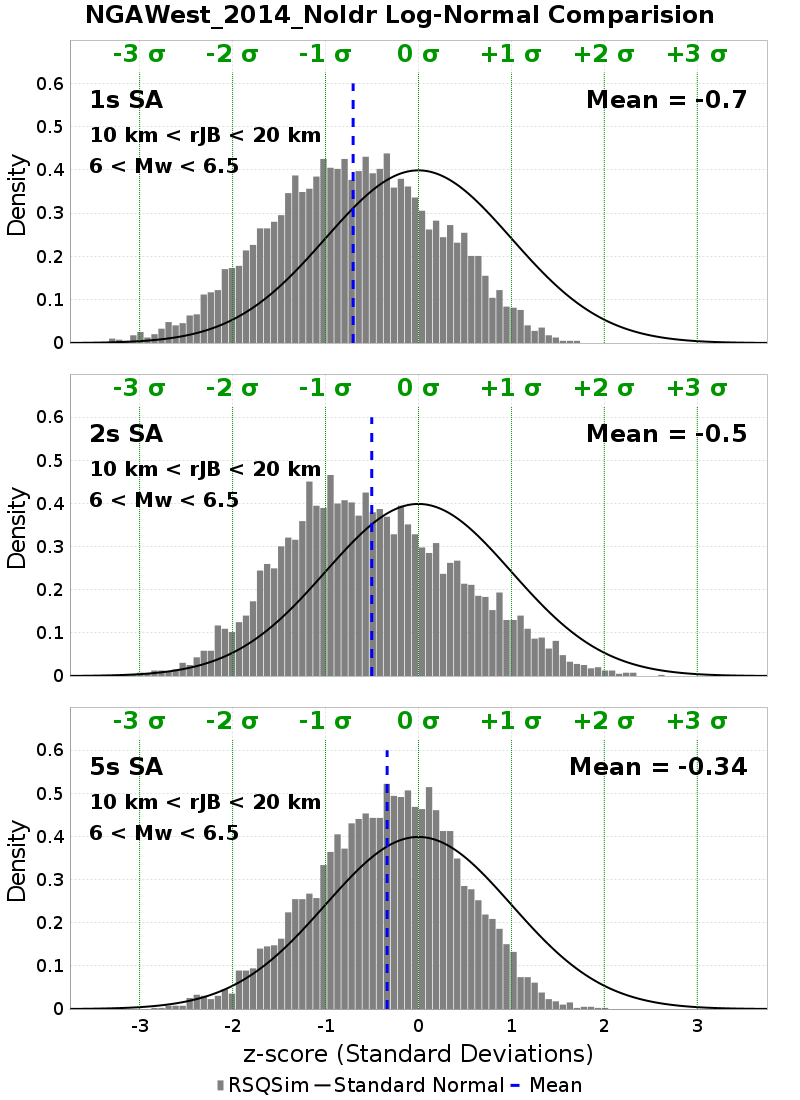 NGAWest_2014_NoIdr Log-Normal Comparision
-3 σ -2 σ -1 σ 0 σ +1 σ +2 σ +3 σ
1s SA
Mean = -0.7
10 km < rJB < 20 km
6 < Mw < 6.5
Density
0.6
0.5
0.4
0.3
0.2
0.1
0
-3 σ -2 σ -1 σ 0 σ +1 σ +2 σ +3 σ
2s SA
Mean = -0.5
10 km < rJB < 20 km
6 < Mw < 6.5
Density
0.6
0.5
0.4
0.3
0.2
0.1
0
-3 σ -2 σ -1 σ 0 σ +1 σ +2 σ +3 σ
5s SA
Mean = -0.34
10 km < rJB < 20 km
6 < Mw < 6.5
Density
0.6
0.5
0.4
0.3
0.2
0.1
0
-3 -2 -1 0 1 2 3
z-score (Standard Deviations)
RSQSim Standard Normal Mean